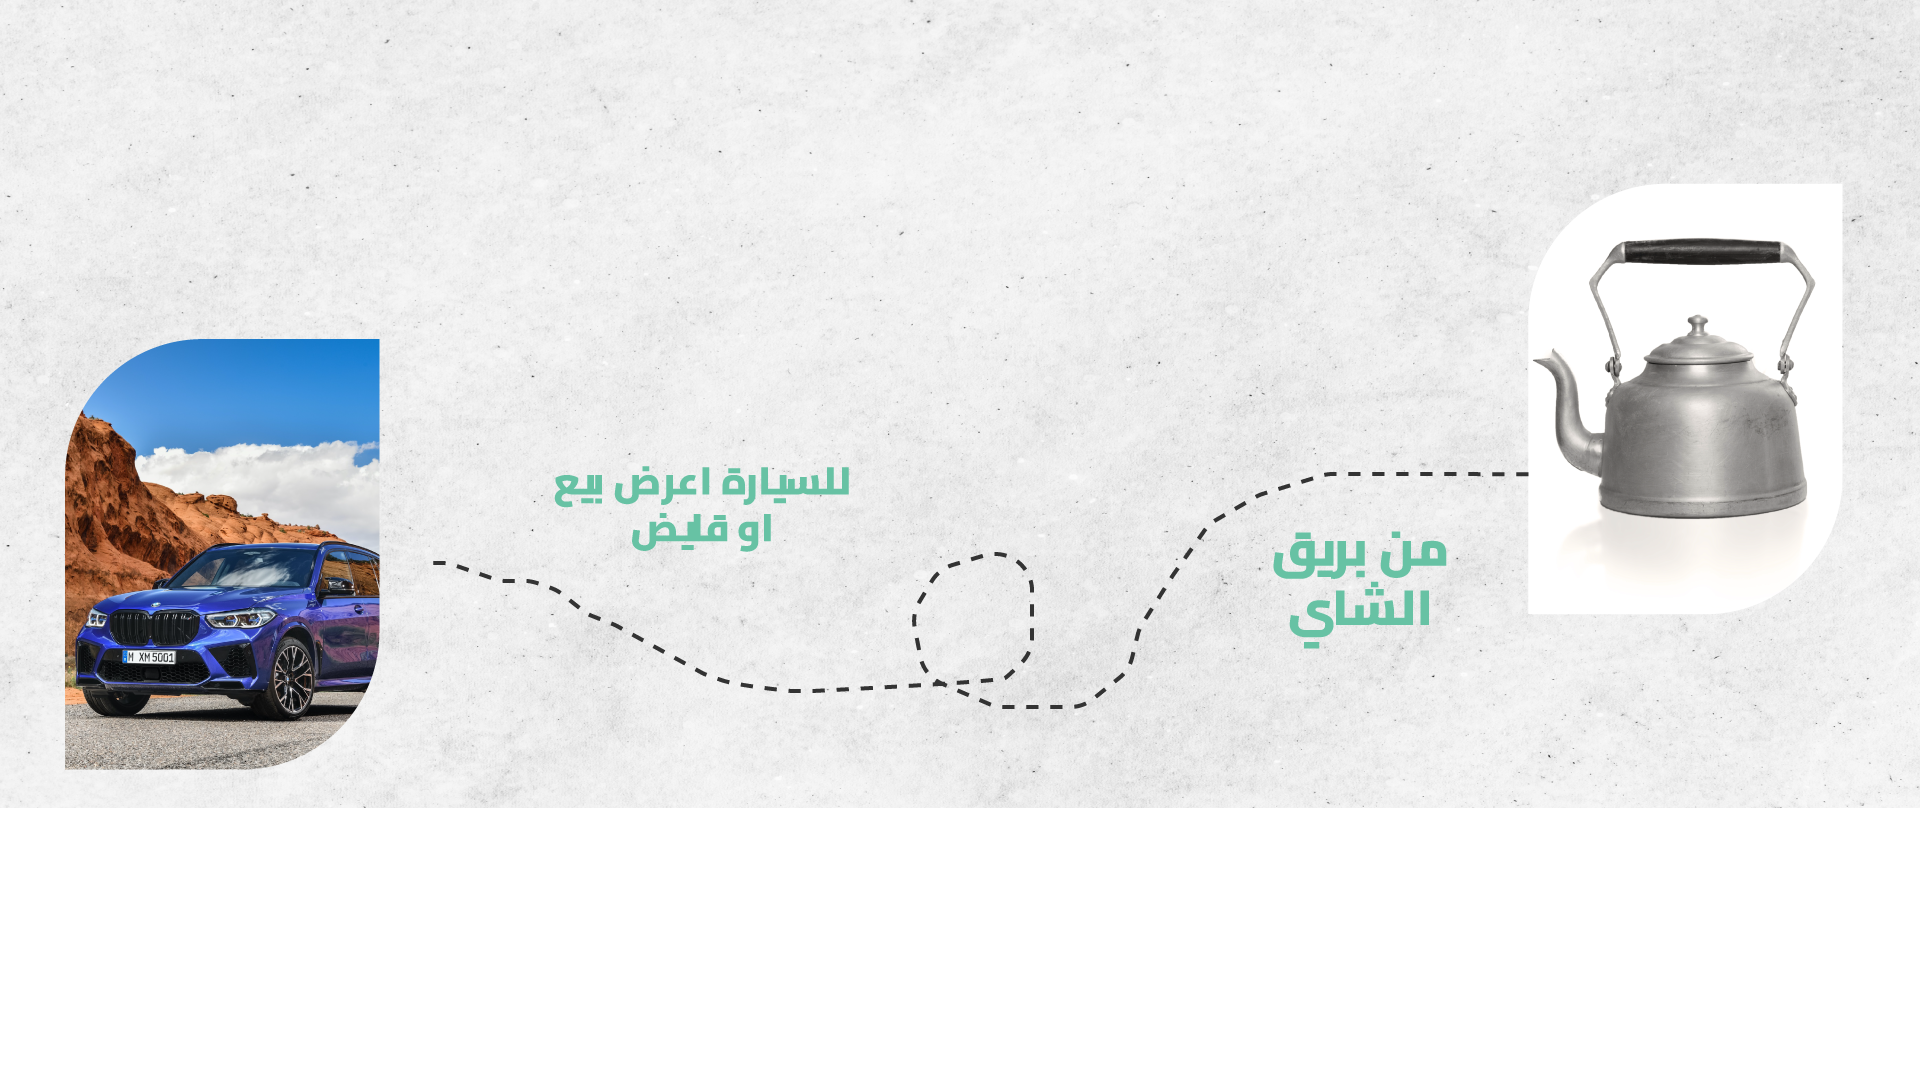 من بريق
الشاي
للسيارة اعرض بيع
او قايض
M XM 5001